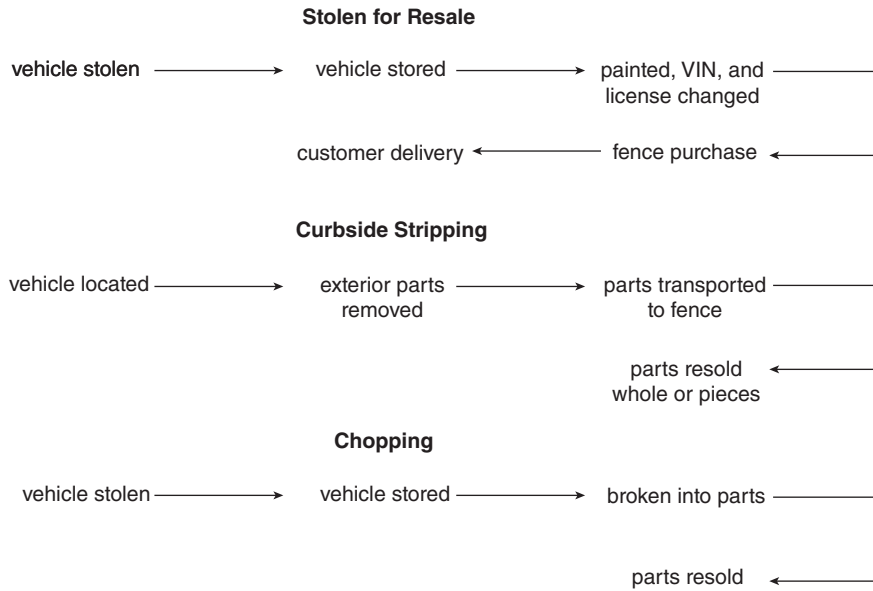 Stolen for Resale
vehicle stolen
vehicle stored
painted, VIN, and
license changed
fence purchase
customer delivery
Curbside Stripping
vehicle located
exterior parts
removed
parts transported
to fence
parts resold
whole or pieces
Chopping
vehicle stolen
vehicle stored
broken into parts
parts resold